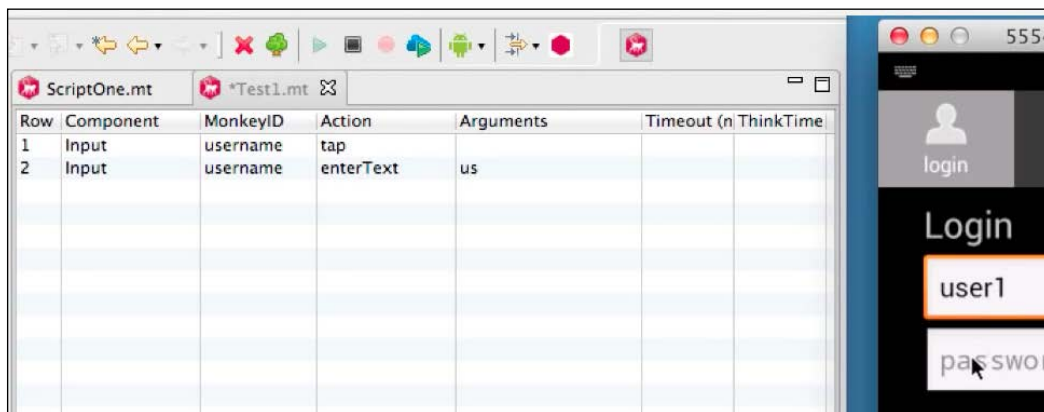 ScriptOne.mt
*Test1.mt
Row Component MonkeyID Action Arguments Timeout (n ThinkTime
1 Input username tap
2 Input username enterText us
555
login
Login
user1
passwo